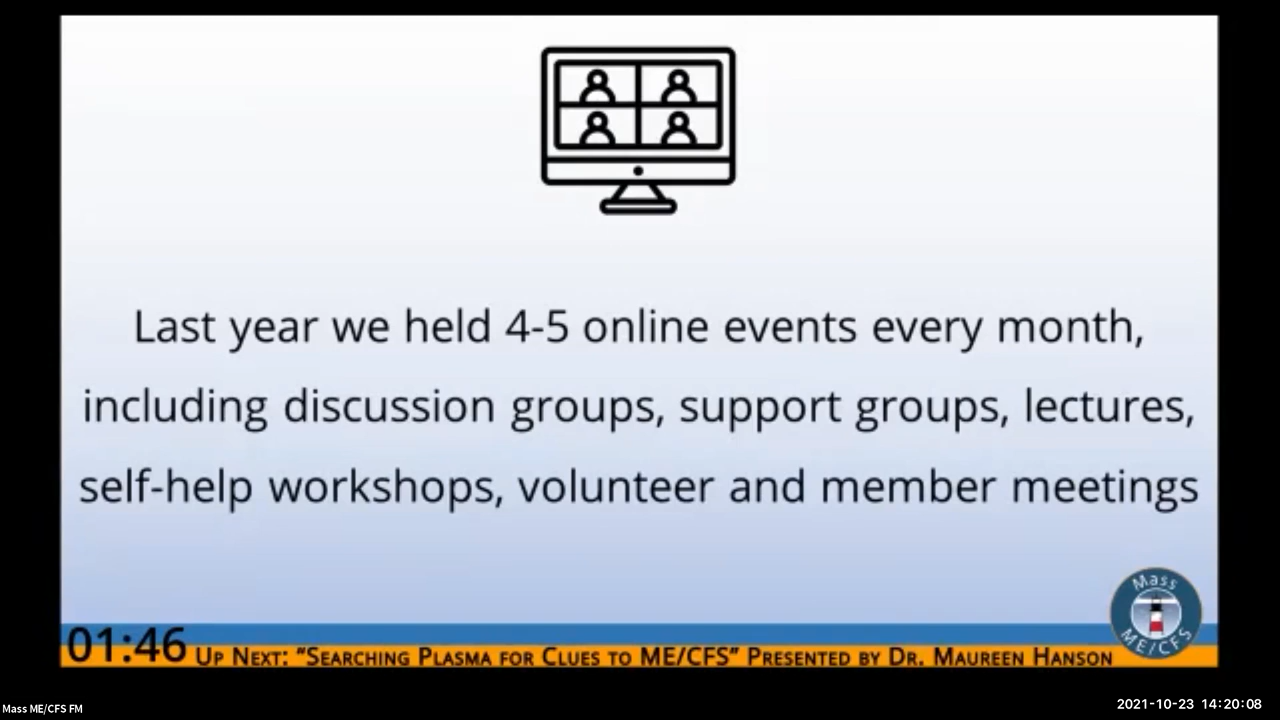 Last year we held 4-5 online events every month,
including discussion groups, support groups, lectures,
self-help workshops, volunteer and member meetings
Mass
ME/CFS
01:46
Up Next: “Searching Plasma for Clues to ME/CFS” Presented by Dr. Maureen Hanson
Mass ME/CFS FM
2021-10-23 14:20:08